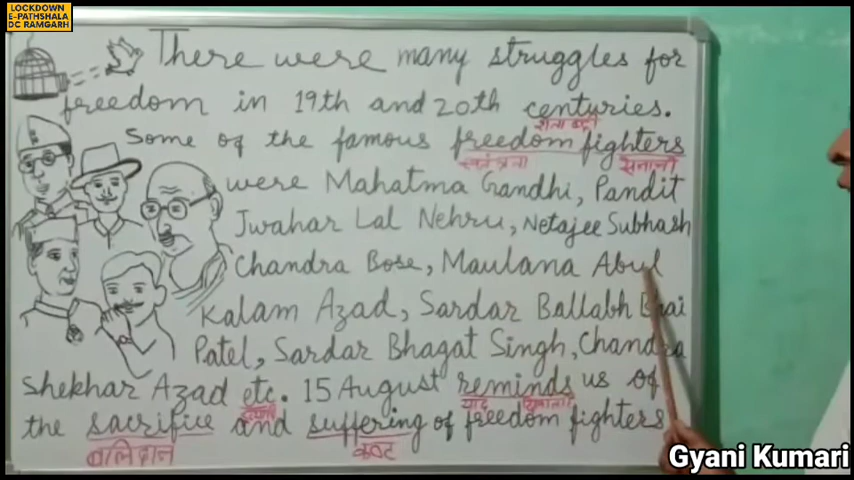 LOCKDOWN
E-PATHSHALA
DC RAMGARH
There were many struggles for
freedom in 19th and 20th centuries.
शताब्दी
Some of the famous freedom fighters
स्वतंत्रता सेनानी
were Mahatma Gandhi, Pandit
Jwahar Lal Nehru, Netajee Subhash
Chandra Bose, Maulana Abul
Kalam Azad, Sardar Ballabh Bhai
Patel, Sardar Bhagat Singh, Chandra
Shekhar Azad etc. 15 August reminds us of
इत्यादि याद दिलाना
the sacrifice and suffering of freedom fighters
बलिदान कष्ट
Gyani Kumari